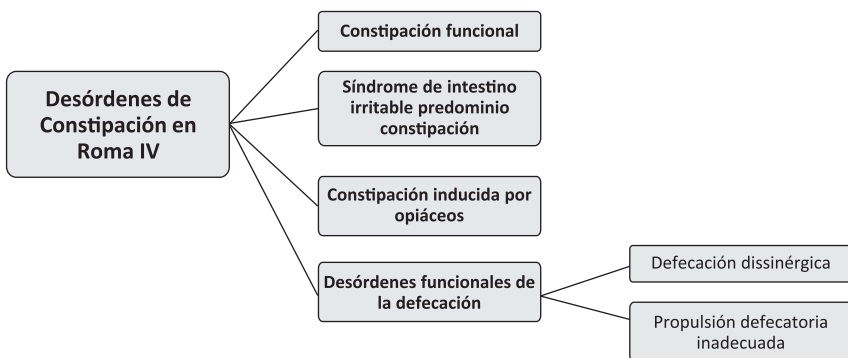 Desórdenes de
Constipación en
Roma IV
Constipación funcional
Síndrome de intestino
irritable predominio
constipación
Constipación inducida por
opiáceos
Desórdenes funcionales de
la defecación
Defecación dissinérgica
Propulsión defecatoria
inadecuada